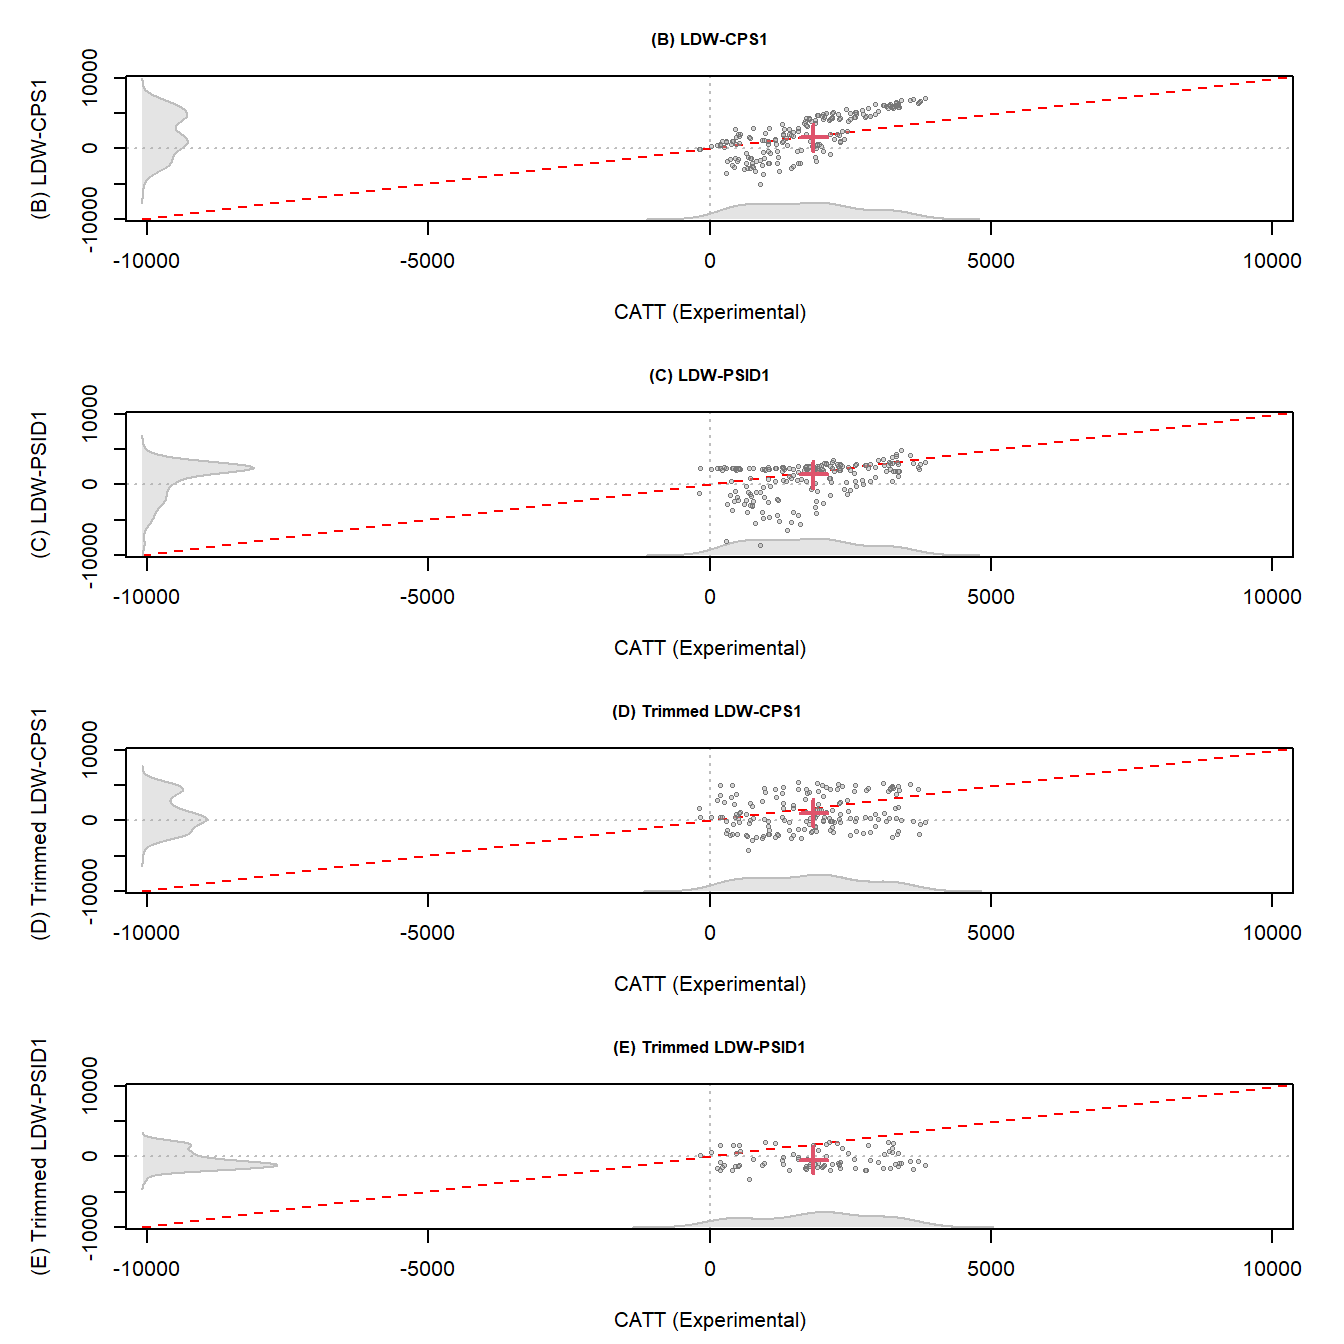 (B) LDW-CPS1
(B) LDW-CPS1
10000
0
-10000
-10000 -5000 0 5000 10000
CATT (Experimental)
(C) LDW-PSID1
(C) LDW-PSID1
10000
0
-10000
-10000 -5000 0 5000 10000
CATT (Experimental)
(D) Trimmed LDW-CPS1
(D) Trimmed LDW-CPS1
10000
0
-10000
-10000 -5000 0 5000 10000
CATT (Experimental)
(E) Trimmed LDW-PSID1
(E) Trimmed LDW-PSID1
10000
0
-10000
-10000 -5000 0 5000 10000
CATT (Experimental)